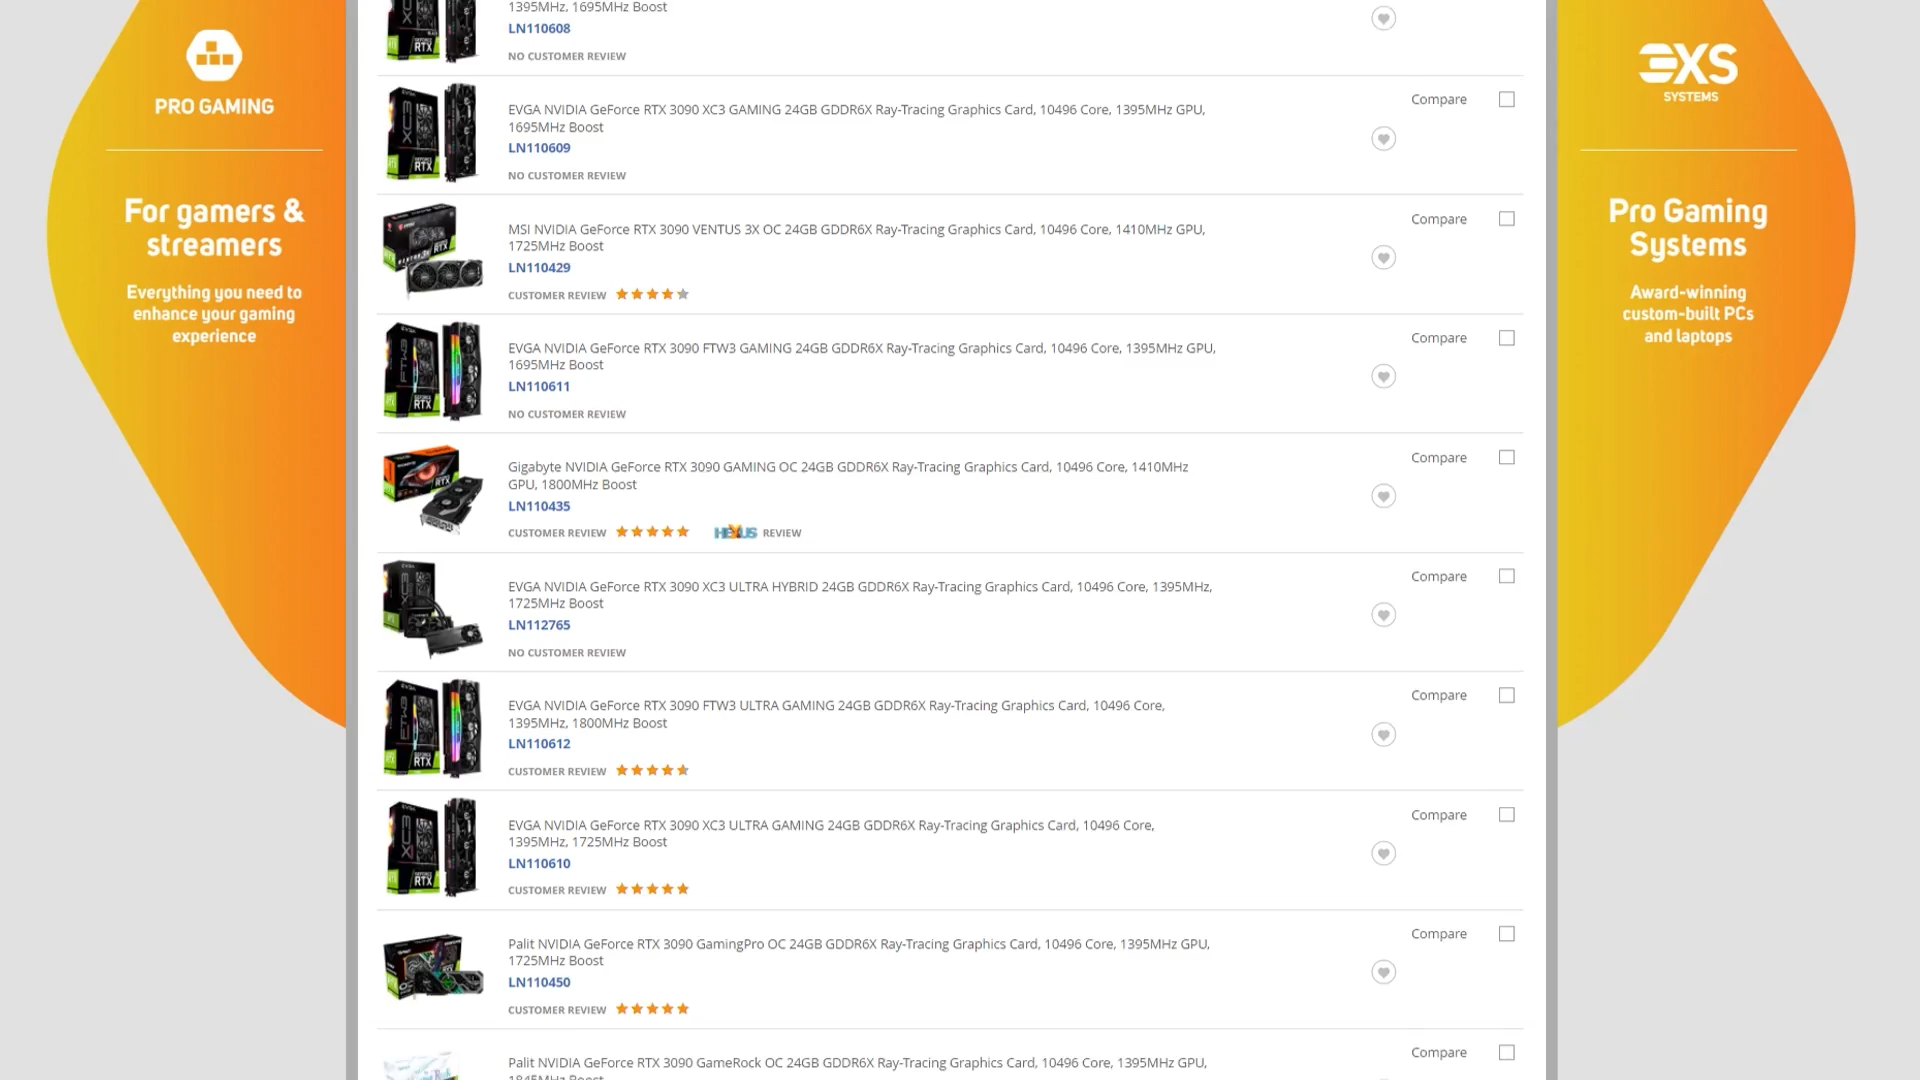 PRO GAMING
For gamers &
streamers
Everything you need to
enhance your gaming
experience
1395MHz, 1695MHz Boost
LN110608
NO CUSTOMER REVIEW
EVGA NVIDIA GeForce RTX 3090 XC3 GAMING 24GB GDDR6X Ray-Tracing Graphics Card, 10496 Core, 1395MHz GPU,
1695MHz Boost
LN110609
NO CUSTOMER REVIEW
Compare
MSI NVIDIA GeForce RTX 3090 VENTUS 3X OC 24GB GDDR6X Ray-Tracing Graphics Card, 10496 Core, 1410MHz GPU,
1725MHz Boost
LN110429
CUSTOMER REVIEW
Compare
EVGA NVIDIA GeForce RTX 3090 FTW3 GAMING 24GB GDDR6X Ray-Tracing Graphics Card, 10496 Core, 1395MHz GPU,
1695MHz Boost
LN110611
NO CUSTOMER REVIEW
Compare
Gigabyte NVIDIA GeForce RTX 3090 GAMING OC 24GB GDDR6X Ray-Tracing Graphics Card, 10496 Core, 1410MHz
GPU, 1800MHz Boost
LN110435
CUSTOMER REVIEW HEXUS REVIEW
Compare
EVGA NVIDIA GeForce RTX 3090 XC3 ULTRA HYBRID 24GB GDDR6X Ray-Tracing Graphics Card, 10496 Core, 1395MHz,
1725MHz Boost
LN112765
NO CUSTOMER REVIEW
Compare
EVGA NVIDIA GeForce RTX 3090 FTW3 ULTRA GAMING 24GB GDDR6X Ray-Tracing Graphics Card, 10496 Core,
1395MHz, 1800MHz Boost
LN110612
CUSTOMER REVIEW
Compare
EVGA NVIDIA GeForce RTX 3090 XC3 ULTRA GAMING 24GB GDDR6X Ray-Tracing Graphics Card, 10496 Core,
1395MHz, 1725MHz Boost
LN110610
CUSTOMER REVIEW
Compare
Palit NVIDIA GeForce RTX 3090 GamingPro OC 24GB GDDR6X Ray-Tracing Graphics Card, 10496 Core, 1395MHz GPU,
1725MHz Boost
LN110450
CUSTOMER REVIEW
Compare
Palit NVIDIA GeForce RTX 3090 GameRock OC 24GB GDDR6X Ray-Tracing Graphics Card, 10496 Core, 1395MHz GPU,
1845MHz Boost
Compare
3XS
SYSTEMS
Pro Gaming
Systems
Award-winning
custom-built PCs
and laptops